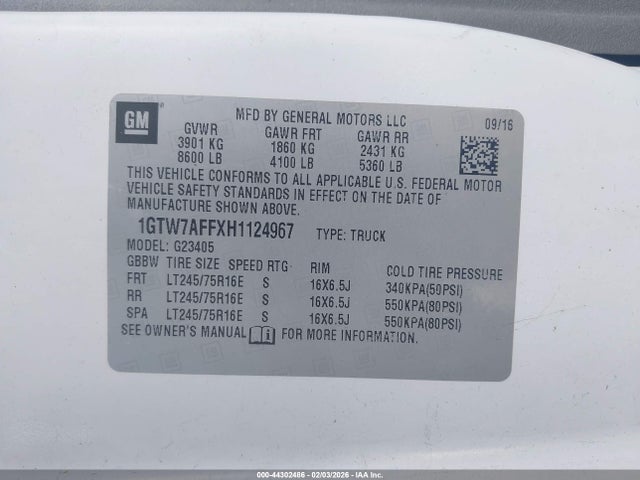 GM
MFD BY GENERAL MOTORS LLC 09/16
GVWR GAWR FRT GAWR RR
3901 KG 1860 KG 2431 KG
8600 LB 4100 LB 5360 LB
THIS VEHICLE CONFORMS TO ALL APPLICABLE U.S. FEDERAL MOTOR
VEHICLE SAFETY STANDARDS IN EFFECT ON THE DATE OF
MANUFACTURE SHOWN ABOVE.
1GTW7AFFXH1124967 TYPE: TRUCK
MODEL: G23405
GBBW TIRE SIZE SPEED RTG RIM COLD TIRE PRESSURE
FRT LT245/75R16E S 16X6.5J 340KPA(50PSI)
RR LT245/75R16E S 16X6.5J 550KPA(80PSI)
SPA LT245/75R16E S 16X6.5J 550KPA(80PSI)
SEE OWNER'S MANUAL FOR MORE INFORMATION.
000-44302486 - 02/03/2026 - IAA Inc.